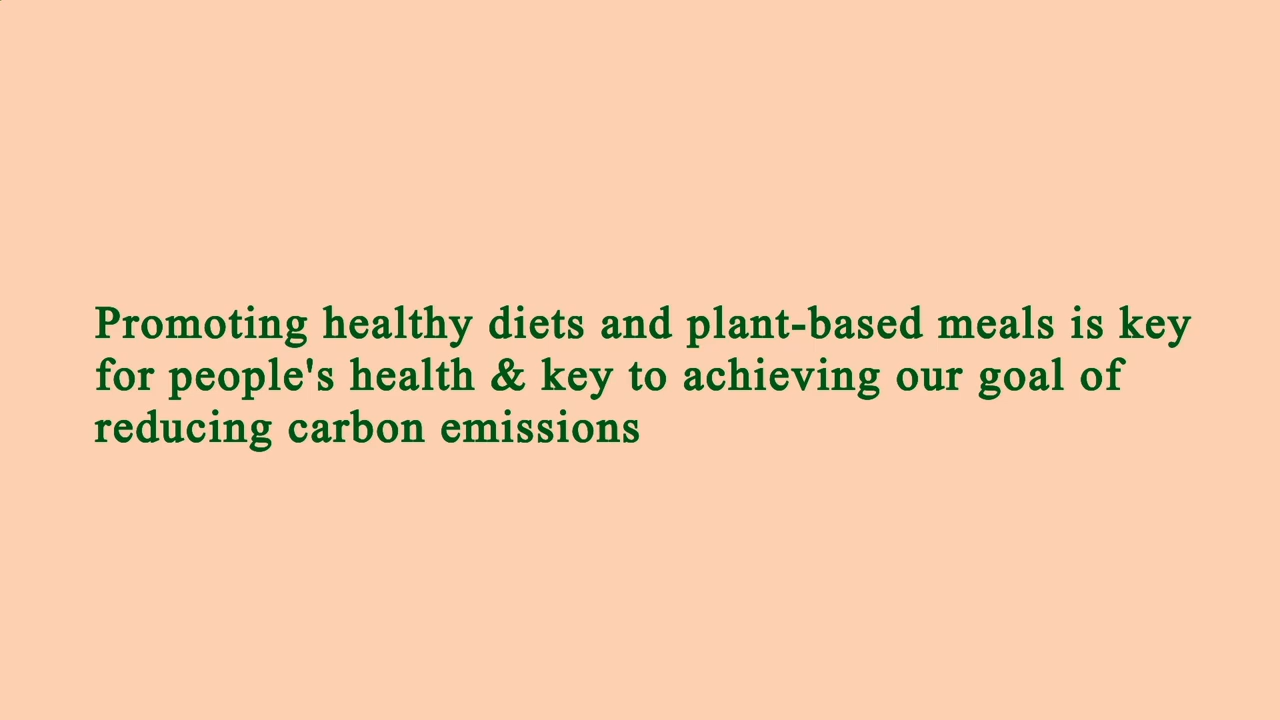 Promoting healthy diets and plant-based meals is key
for people's health & key to achieving our goal of
reducing carbon emissions